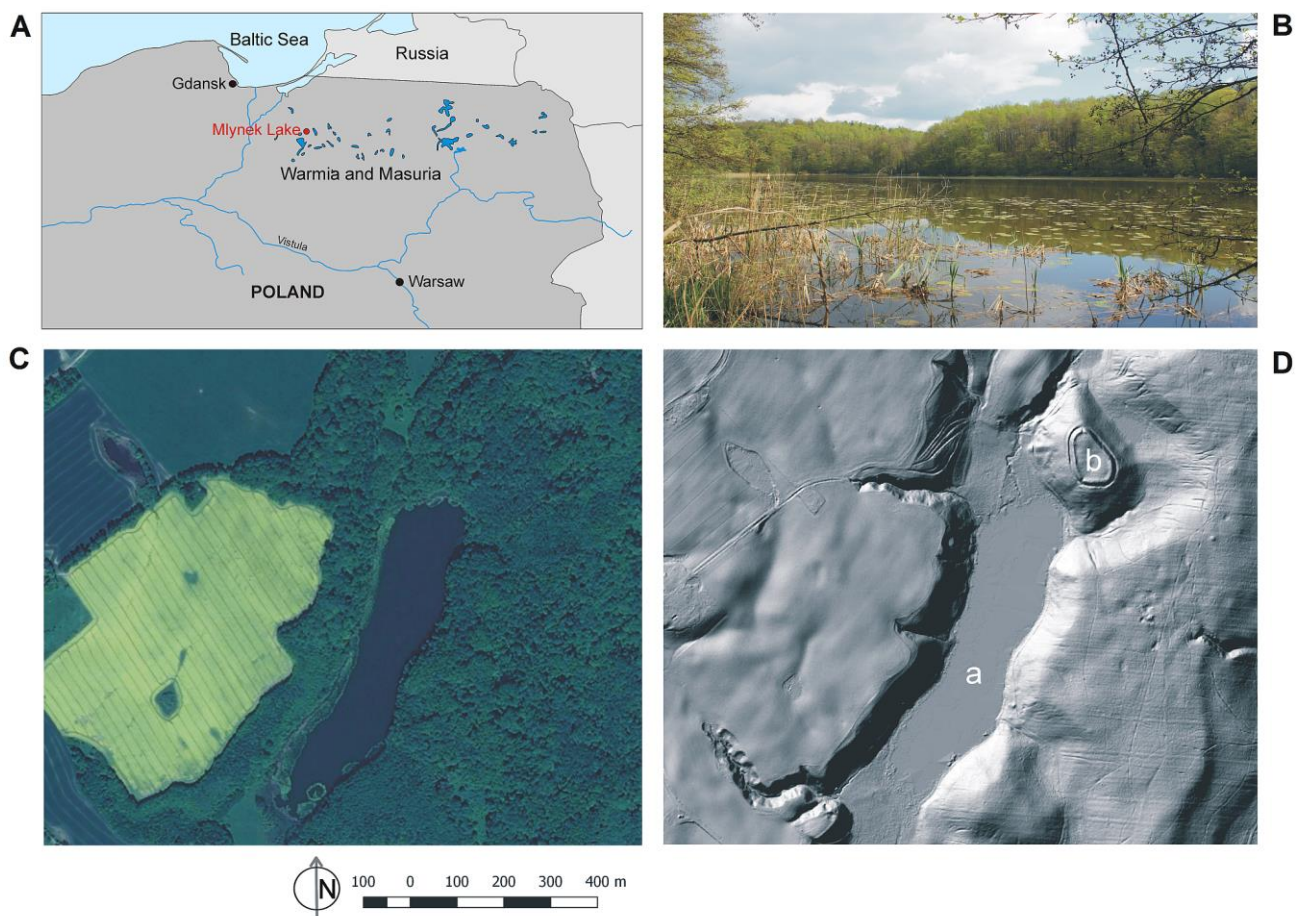 A
Baltic Sea
Russia
Gdansk
Mlynek Lake
Warmia and Masuria
Vistula
POLAND
Warsaw
B
C
D
b
a
N
100 0 100 200 300 400 m